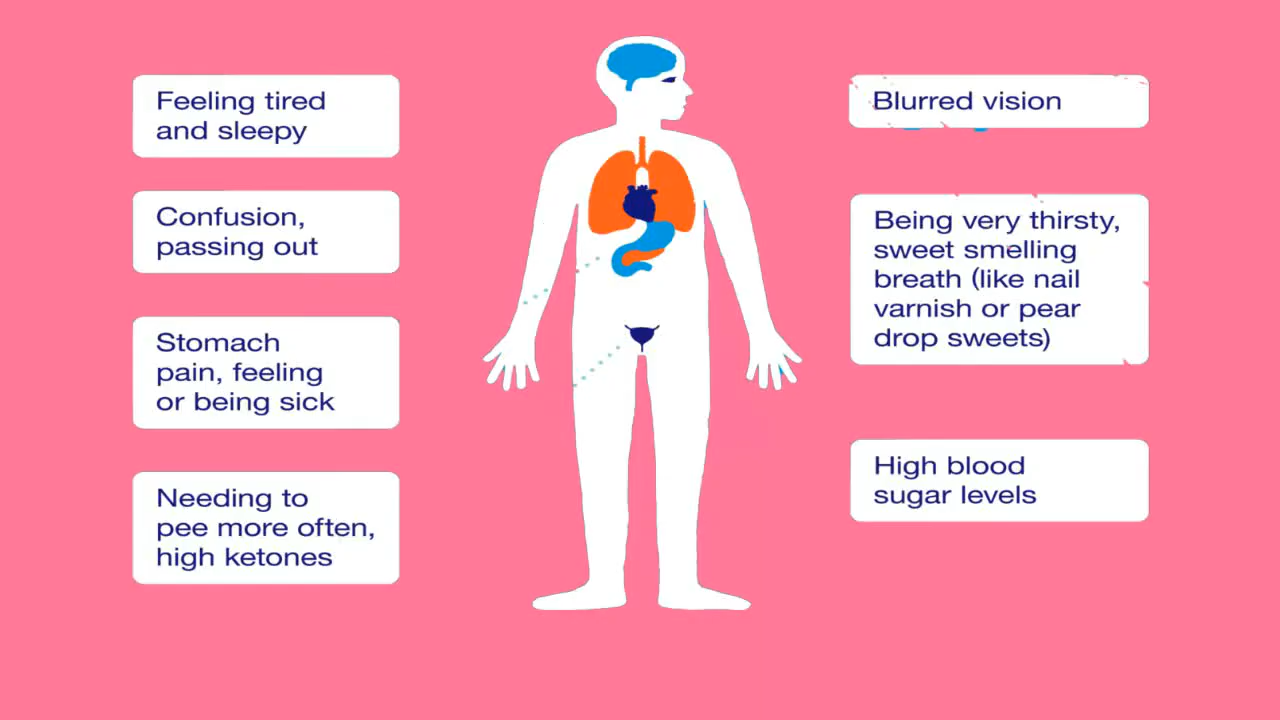 Feeling tired
and sleepy
Confusion,
passing out
Stomach
pain, feeling
or being sick
Needing to
pee more often,
high ketones
Blurred vision
Being very thirsty,
sweet smelling
breath (like nail
varnish or pear
drop sweets)
High blood
sugar levels